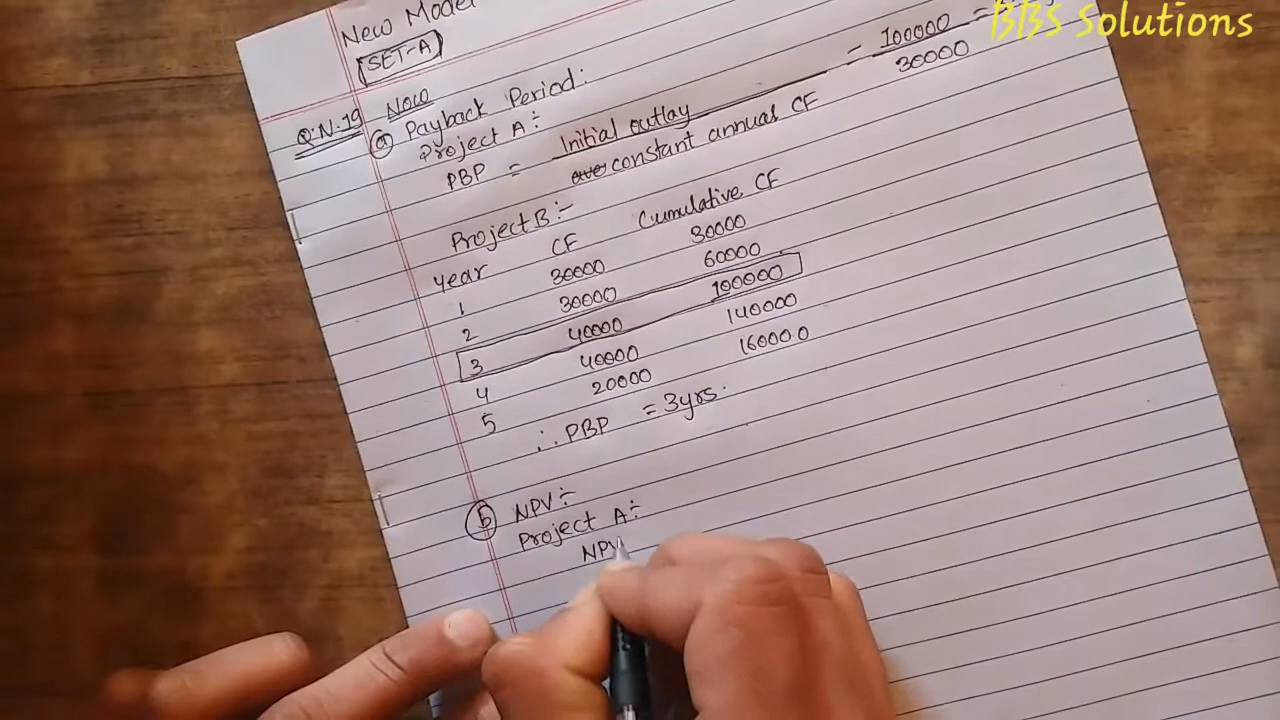 BBS Solutions
New Model
SET-A
Q.N.19 Now
a Payback Period:
Project A:
PBP = Initial outlay / constant annual CF = 100000 / 30000 =
Project B:-
Year CF Cumulative CF
1 30000 30000
2 30000 60000
3 40000 100000
4 40000 140000
5 20000 160000
∴ PBP = 3yrs.
b NPV:
Project A:
NPV